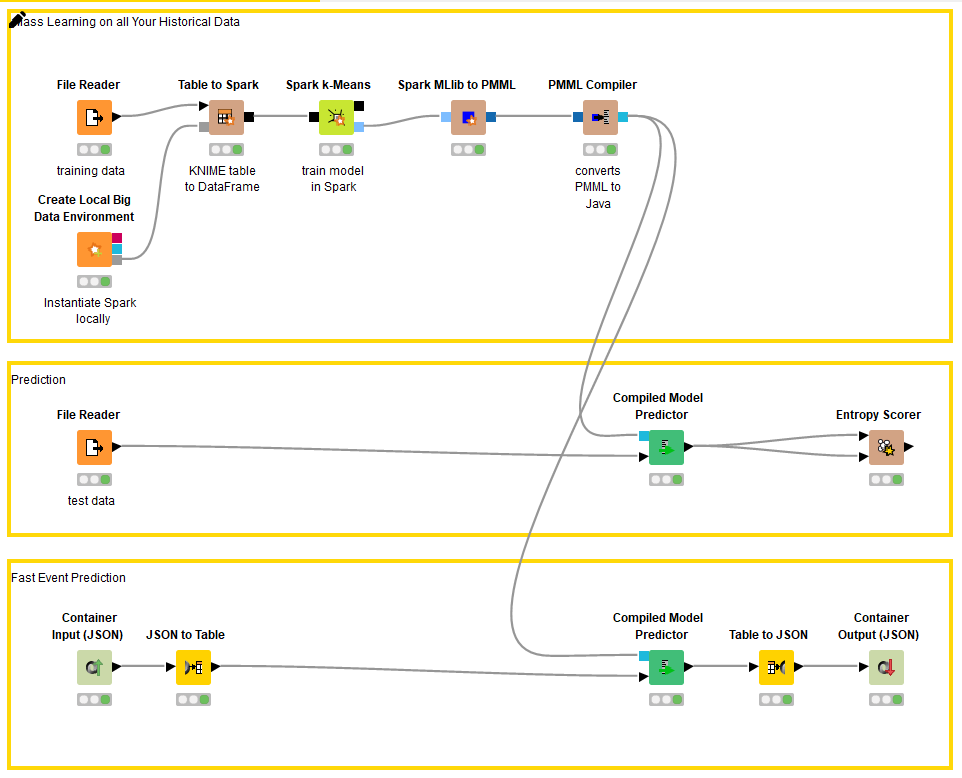 Mass Learning on all Your Historical Data
File Reader
Table to Spark
Spark k-Means
Spark MLlib to PMML
PMML Compiler
training data
KNIME table
to DataFrame
train model
in Spark
converts
PMML to
Java
Create Local Big
Data Environment
Instantiate Spark
locally
Prediction
File Reader
Compiled Model
Predictor
Entropy Scorer
test data
Fast Event Prediction
Container
Input (JSON)
JSON to Table
Compiled Model
Predictor
Table to JSON
Container
Output (JSON)